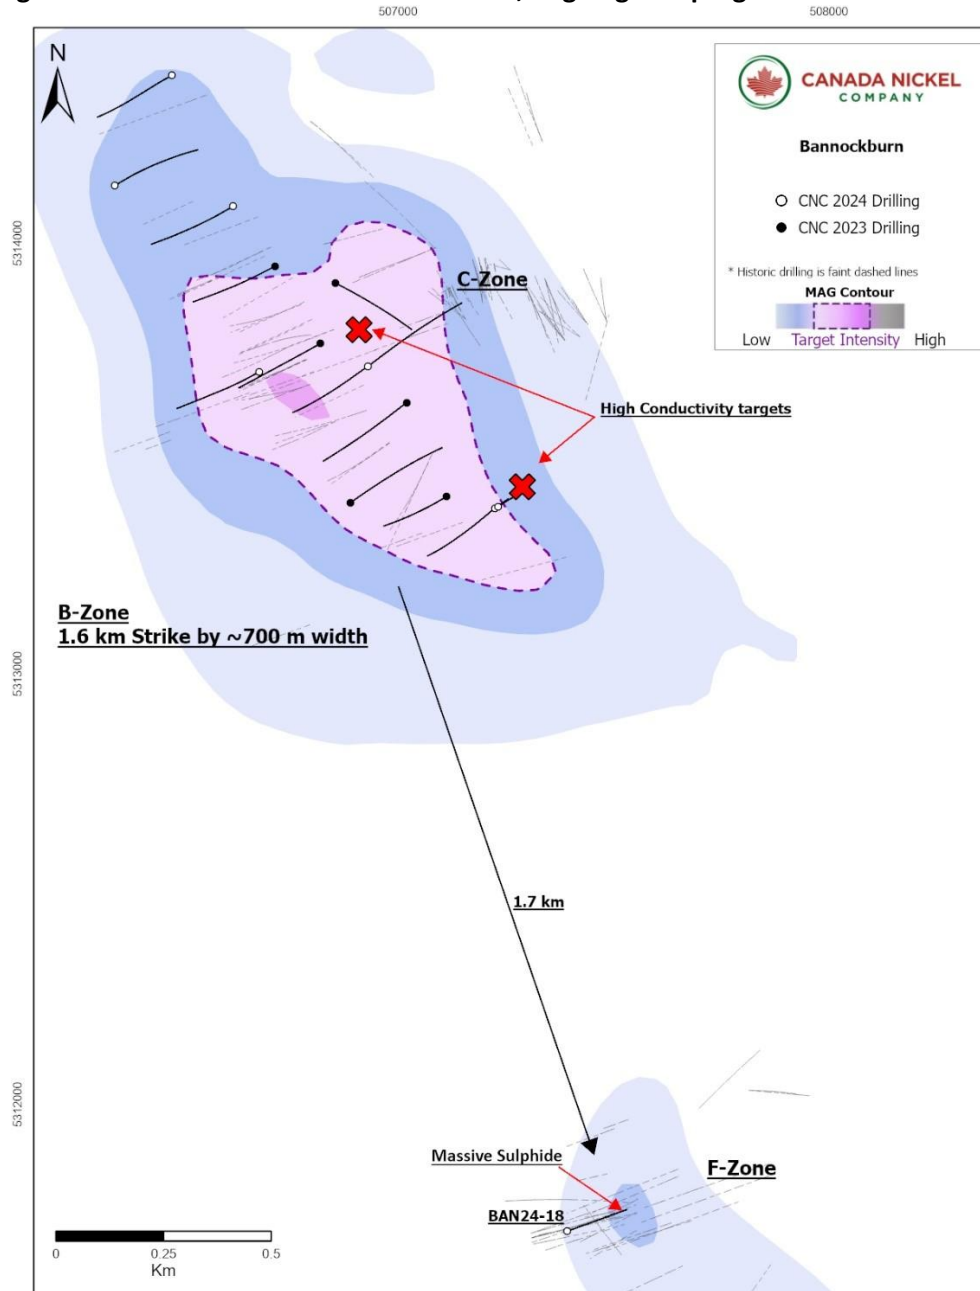 507000
508000
N
CANADA NICKEL
COMPANY
Bannockburn
CNC 2024 Drilling
CNC 2023 Drilling
* Historic drilling is faint dashed lines
MAG Contour
Low Target Intensity High
5314000
C-Zone
High Conductivity targets
B-Zone
1.6 km Strike by ~700 m width
5313000
1.7 km
5312000
Massive Sulphide
F-Zone
BAN24-18
0 0.25 0.5
Km